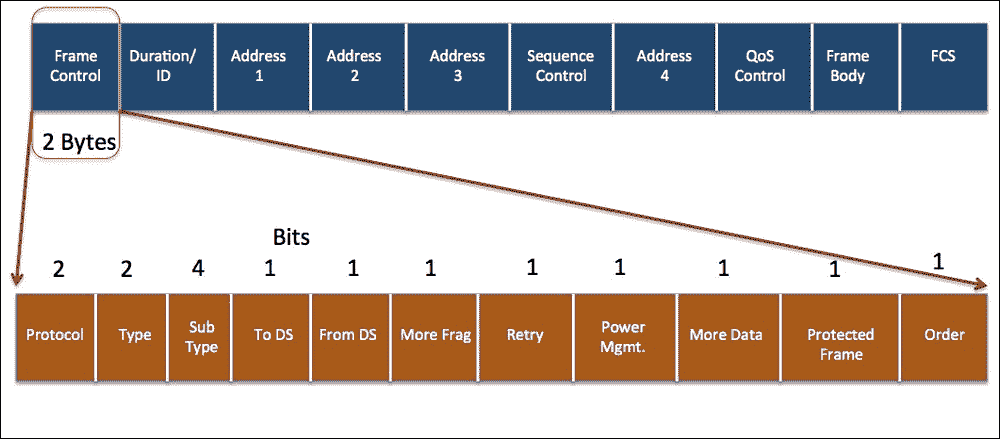 Frame
Control
Duration/
ID
Address
1
Address
2
Address
3
Sequence
Control
Address
4
QoS
Control
Frame
Body
FCS
2 Bytes
Bits
2 2 4 1 1 1 1 1 1 1 1
Protocol
Type
Sub
Type
To DS
From DS
More Frag
Retry
Power
Mgmt.
More Data
Protected
Frame
Order